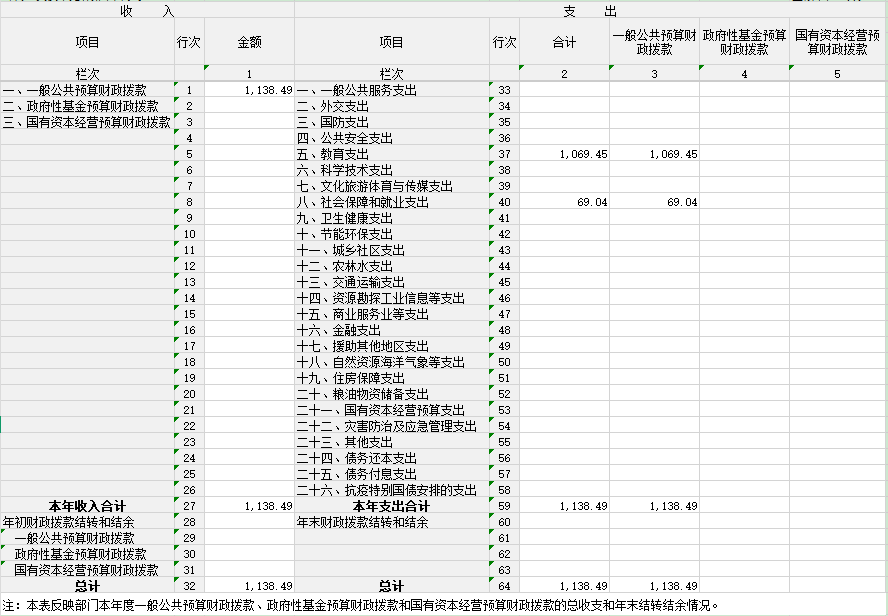 收 入 支 出
项目 行次 金额 项目 行次 合计 一般公共预算财政拨款 政府性基金预算财政拨款 国有资本经营预算财政拨款
栏次 1 栏次 2 3 4 5
一、一般公共预算财政拨款 1 1,138.49 一、一般公共服务支出 33
二、政府性基金预算财政拨款 2 二、外交支出 34
三、国有资本经营预算财政拨款 3 三、国防支出 35
4 四、公共安全支出 36
5 五、教育支出 37 1,069.45 1,069.45
6 六、科学技术支出 38
7 七、文化旅游体育与传媒支出 39
8 八、社会保障和就业支出 40 69.04 69.04
9 九、卫生健康支出 41
10 十、节能环保支出 42
11 十一、城乡社区支出 43
12 十二、农林水支出 44
13 十三、交通运输支出 45
14 十四、资源勘探工业信息等支出 46
15 十五、商业服务业等支出 47
16 十六、金融支出 48
17 十七、援助其他地区支出 49
18 十八、自然资源海洋气象等支出 50
19 十九、住房保障支出 51
20 二十、粮油物资储备支出 52
21 二十一、国有资本经营预算支出 53
22 二十二、灾害防治及应急管理支出 54
23 二十三、其他支出 55
24 二十四、债务还本支出 56
25 二十五、债务付息支出 57
26 二十六、抗疫特别国债安排的支出 58
本年收入合计 27 1,138.49 本年支出合计 59 1,138.49 1,138.49
年初财政拨款结转和结余 28 年末财政拨款结转和结余 60
一般公共预算财政拨款 29 61
政府性基金预算财政拨款 30 62
国有资本经营预算财政拨款 31 63
总计 32 1,138.49 总计 64 1,138.49 1,138.49
注：本表反映部门本年度一般公共预算财政拨款、政府性基金预算财政拨款和国有资本经营预算财政拨款的总收支和年末结转结余情况。